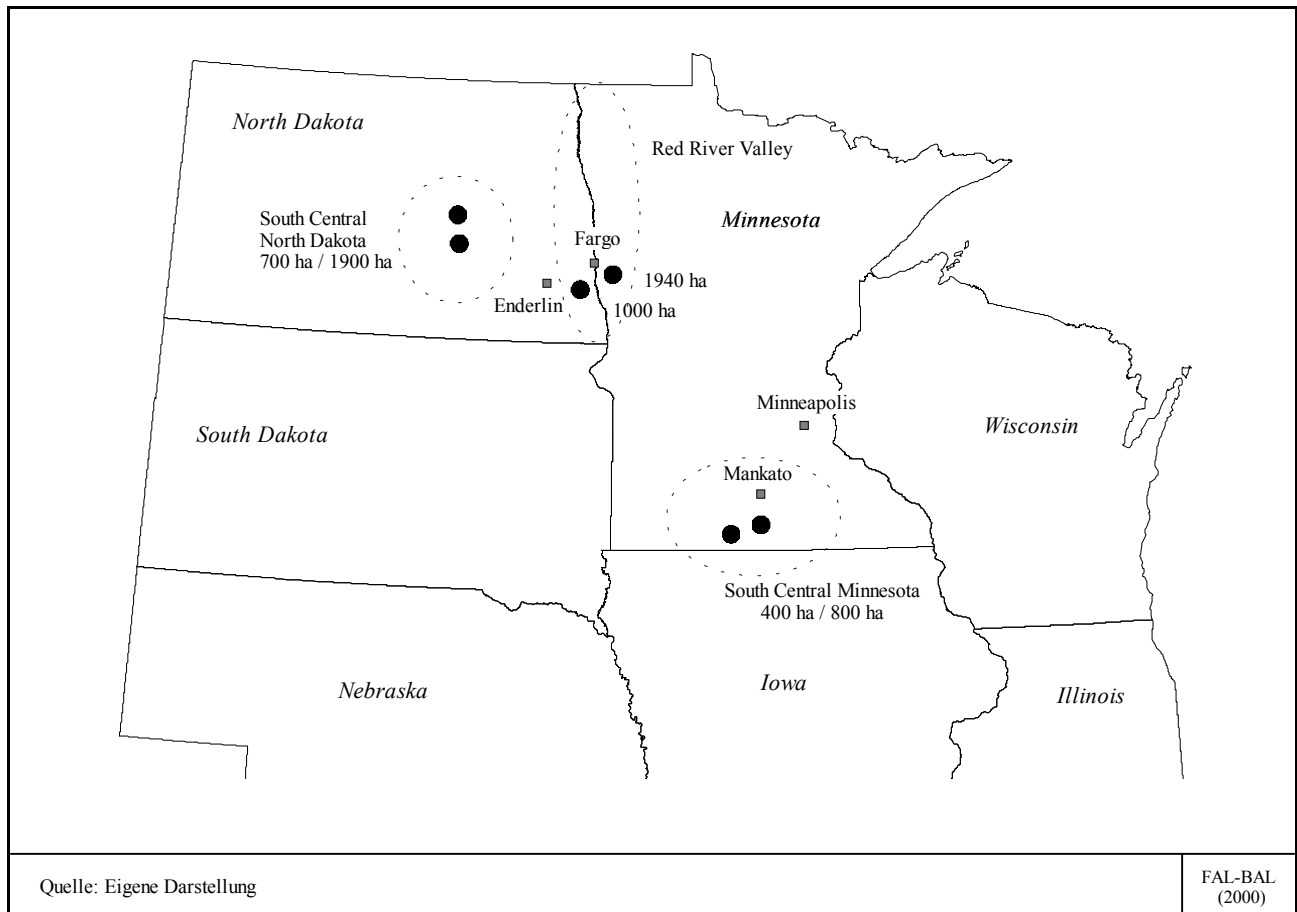 North Dakota
Red River Valley
South Central
North Dakota
700 ha / 1900 ha
Minnesota
Fargo
1940 ha
Enderlin
1000 ha
Minneapolis
South Dakota
Wisconsin
Mankato
South Central Minnesota
400 ha / 800 ha
Nebraska
Iowa
Illinois
Quelle: Eigene Darstellung
FAL-BAL
(2000)